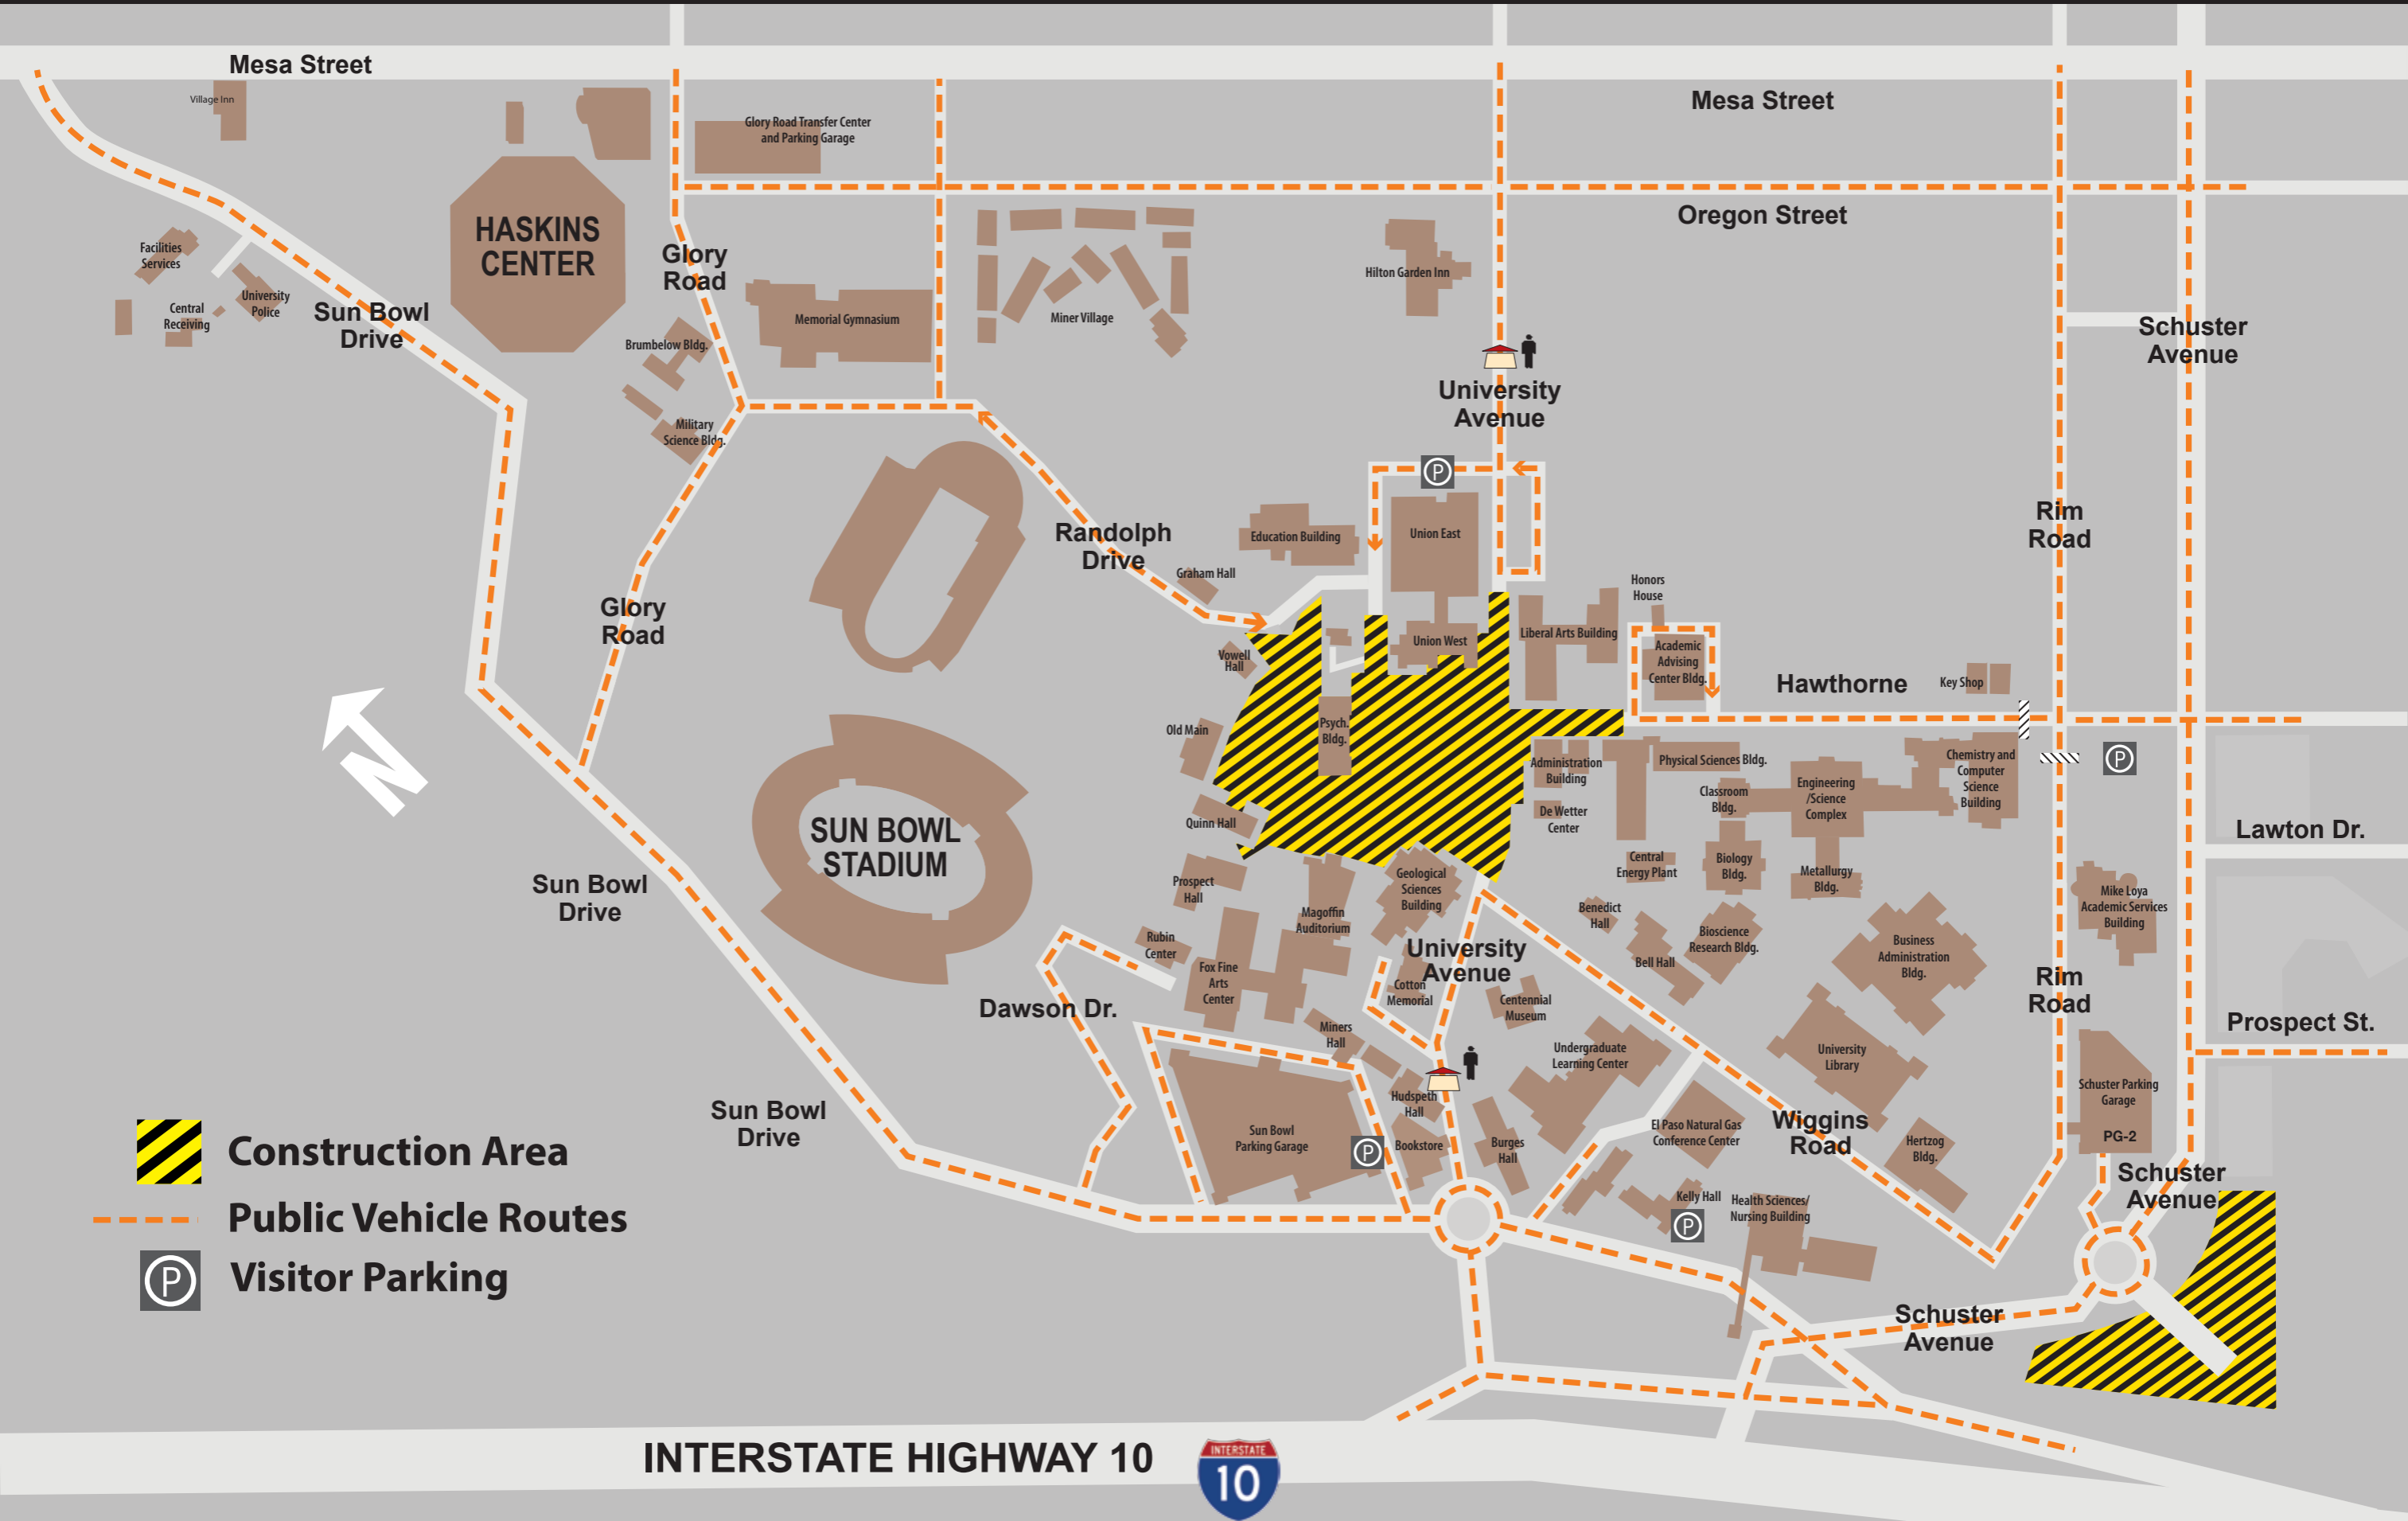 Mesa Street
Village Inn
Glory Road Transfer Center
and Parking Garage
Mesa Street
Oregon Street
HASKINS
CENTER
Glory
Road
Facilities
Services
University
Police
Central
Receiving
Sun Bowl
Drive
Memorial Gymnasium
Miner Village
Hilton Garden Inn
Brumbelow Bldg.
Military
Science Bldg.
University
Avenue
Schuster
Avenue
P
Rim
Road
Randolph
Drive
Education Building
Union East
Graham Hall
Honors
House
Glory
Road
Vowell
Hall
Union West
Liberal Arts Building
Academic
Advising
Center Bldg.
Hawthorne
Key Shop
N
Old Main
Psych.
Bldg.
Administration
Building
Physical Sciences Bldg.
Chemistry and
Computer
Science
Building
P
Classroom
Bldg.
Engineering
/Science
Complex
De Wetter
Center
Quinn Hall
SUN BOWL
STADIUM
Lawton Dr.
Sun Bowl
Drive
Prospect
Hall
Magoffin
Auditorium
Geological
Sciences
Building
Central
Energy Plant
Biology
Bldg.
Metallurgy
Bldg.
Mike Loya
Academic Services
Building
Benedict
Hall
Bioscience
Research Bldg.
Bell Hall
Business
Administration
Bldg.
Rubin
Center
Fox Fine
Arts
Center
University
Avenue
Cotton
Memorial
Centennial
Museum
Rim
Road
Dawson Dr.
Miners
Hall
Undergraduate
Learning Center
University
Library
Prospect St.
Sun Bowl
Drive
Sun Bowl
Parking Garage
P
Hudspeth
Hall
Bookstore
Burges
Hall
El Paso Natural Gas
Conference Center
Wiggins
Road
Hertzog
Bldg.
Schuster Parking
Garage
PG-2
Schuster
Avenue
Kelly Hall
P
Health Sciences/
Nursing Building
Schuster
Avenue
Construction Area
Public Vehicle Routes
P
Visitor Parking
INTERSTATE HIGHWAY 10
INTERSTATE
10